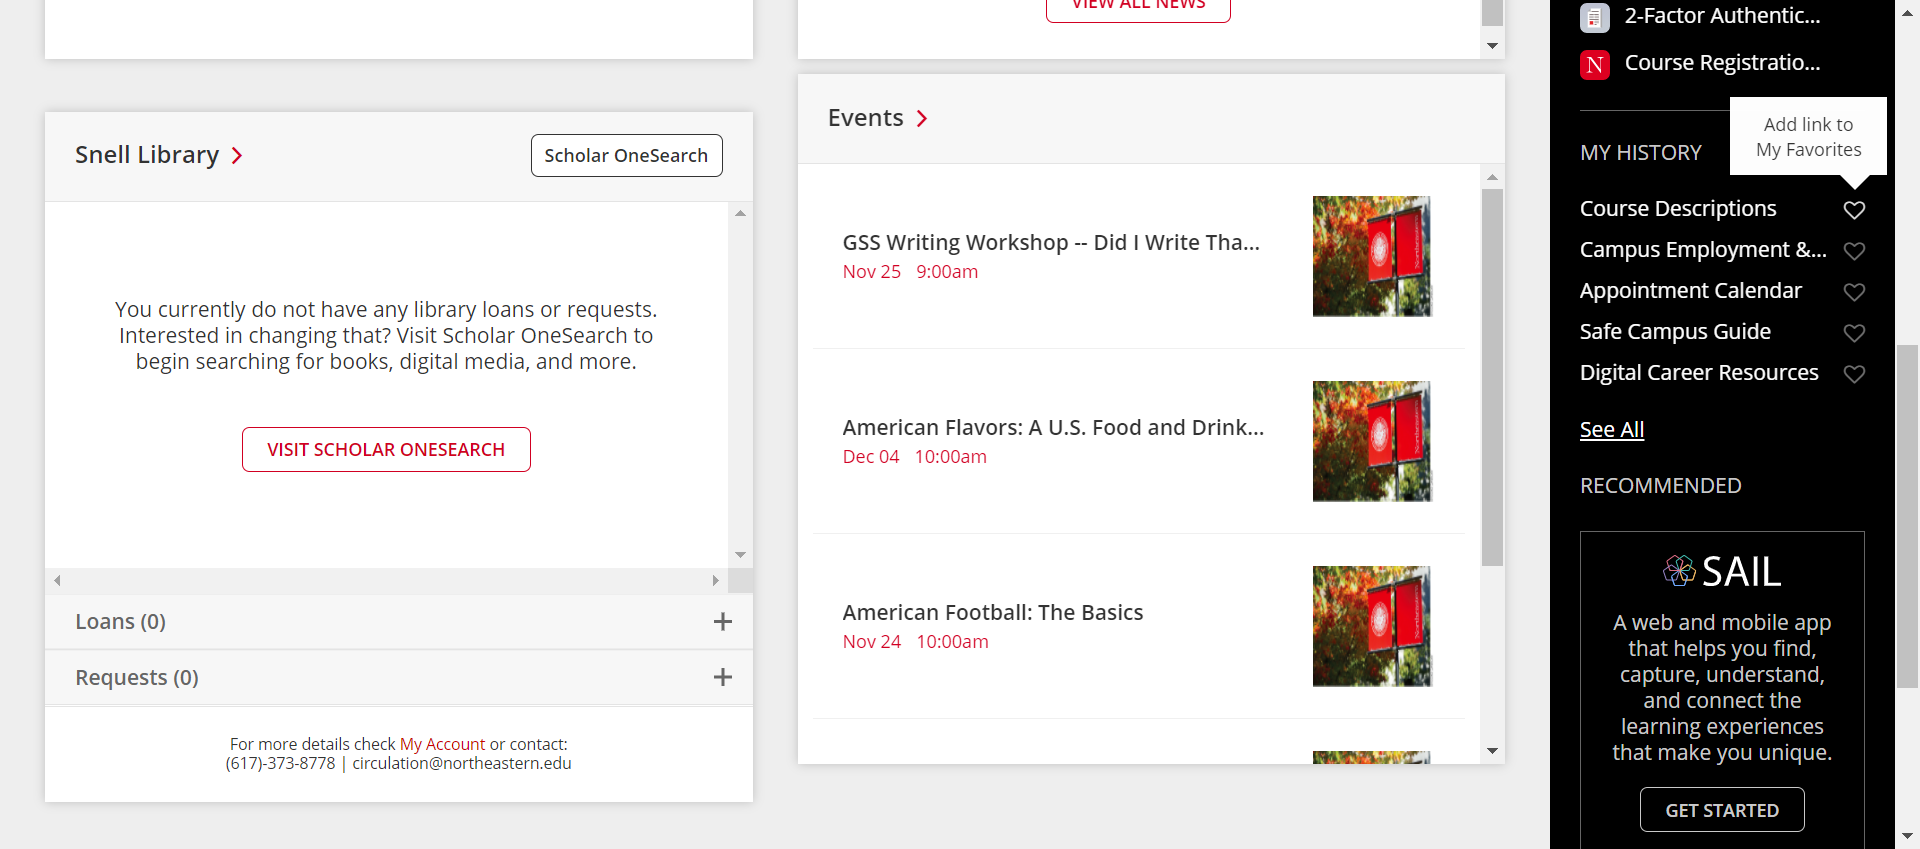 VIEW ALL NEWS
Snell Library
Scholar OneSearch
You currently do not have any library loans or requests.
Interested in changing that? Visit Scholar OneSearch to
begin searching for books, digital media, and more.
VISIT SCHOLAR ONESEARCH
Loans (0)
Requests (0)
For more details check My Account or contact:
(617)-373-8778 | circulation@northeastern.edu
Events
GSS Writing Workshop -- Did I Write Tha...
Nov 25 9:00am
American Flavors: A U.S. Food and Drink...
Dec 04 10:00am
American Football: The Basics
Nov 24 10:00am
2-Factor Authentic...
N
Course Registratio...
Add link to
My Favorites
MY HISTORY
Course Descriptions
Campus Employment &...
Appointment Calendar
Safe Campus Guide
Digital Career Resources
See All
RECOMMENDED
SAIL
A web and mobile app
that helps you find,
capture, understand,
and connect the
learning experiences
that make you unique.
GET STARTED